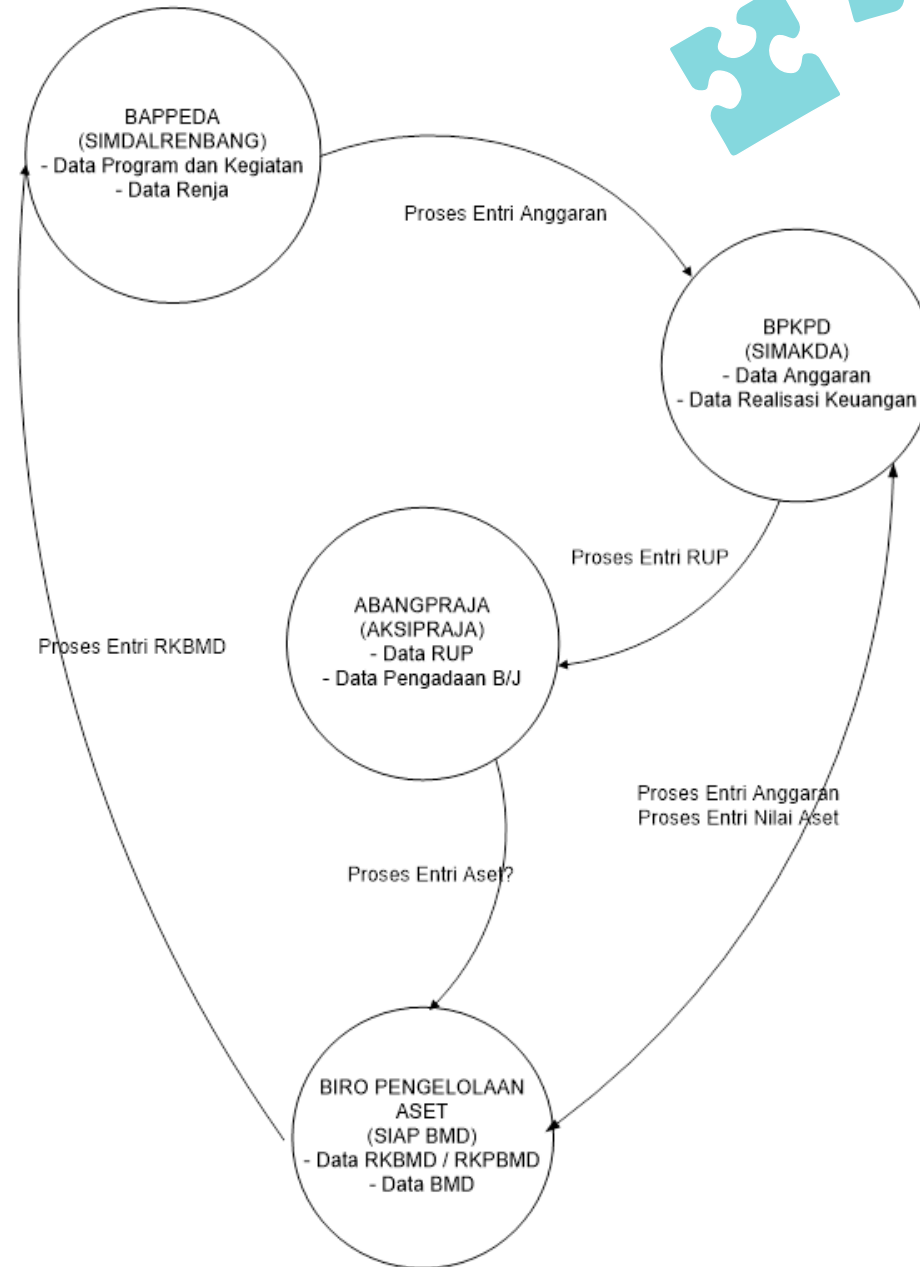 BAPPEDA
(SIMDALRENBANG)
- Data Program dan Kegiatan
- Data Renja
Proses Entri Anggaran
BPKPD
(SIMAKDA)
- Data Anggaran
- Data Realisasi Keuangan
Proses Entri RUP
ABANGPRAJA
(AKSIPRAJA)
- Data RUP
- Data Pengadaan B/J
Proses Entri RKBMD
Proses Entri Anggaran
Proses Entri Nilai Aset
Proses Entri Aset?
BIRO PENGELOLAAN
ASET
(SIAP BMD)
- Data RKBMD / RKPBMD
- Data BMD